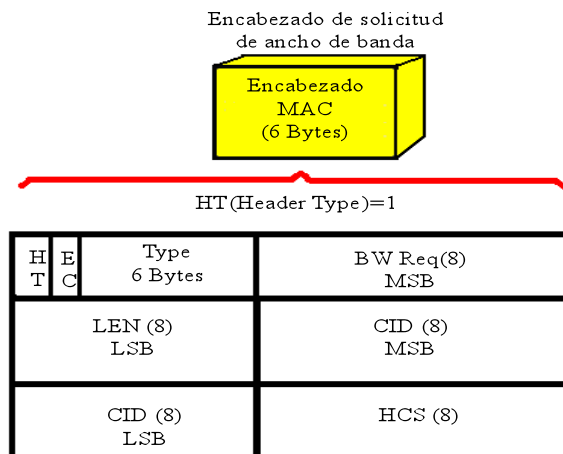 Encabezado de solicitud
de ancho de banda
Encabezado
MAC
(6 Bytes)
HT(Header Type)=1
H
T
E
C
Type
6 Bytes
BW Req(8)
MSB
LEN (8)
LSB
CID (8)
MSB
CID (8)
LSB
HCS (8)